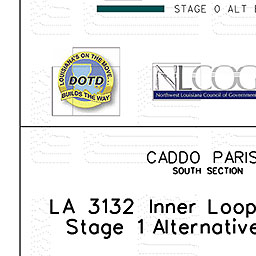 STAGE 0 ALT
LOUISIANA'S ON THE MOVE...
DOTD
BUILDS THE WAY
NLCOG
Northwest Louisiana Council of Governments
CADDO PARIS
SOUTH SECTION
LA 3132 Inner Loop
Stage 1 Alternative